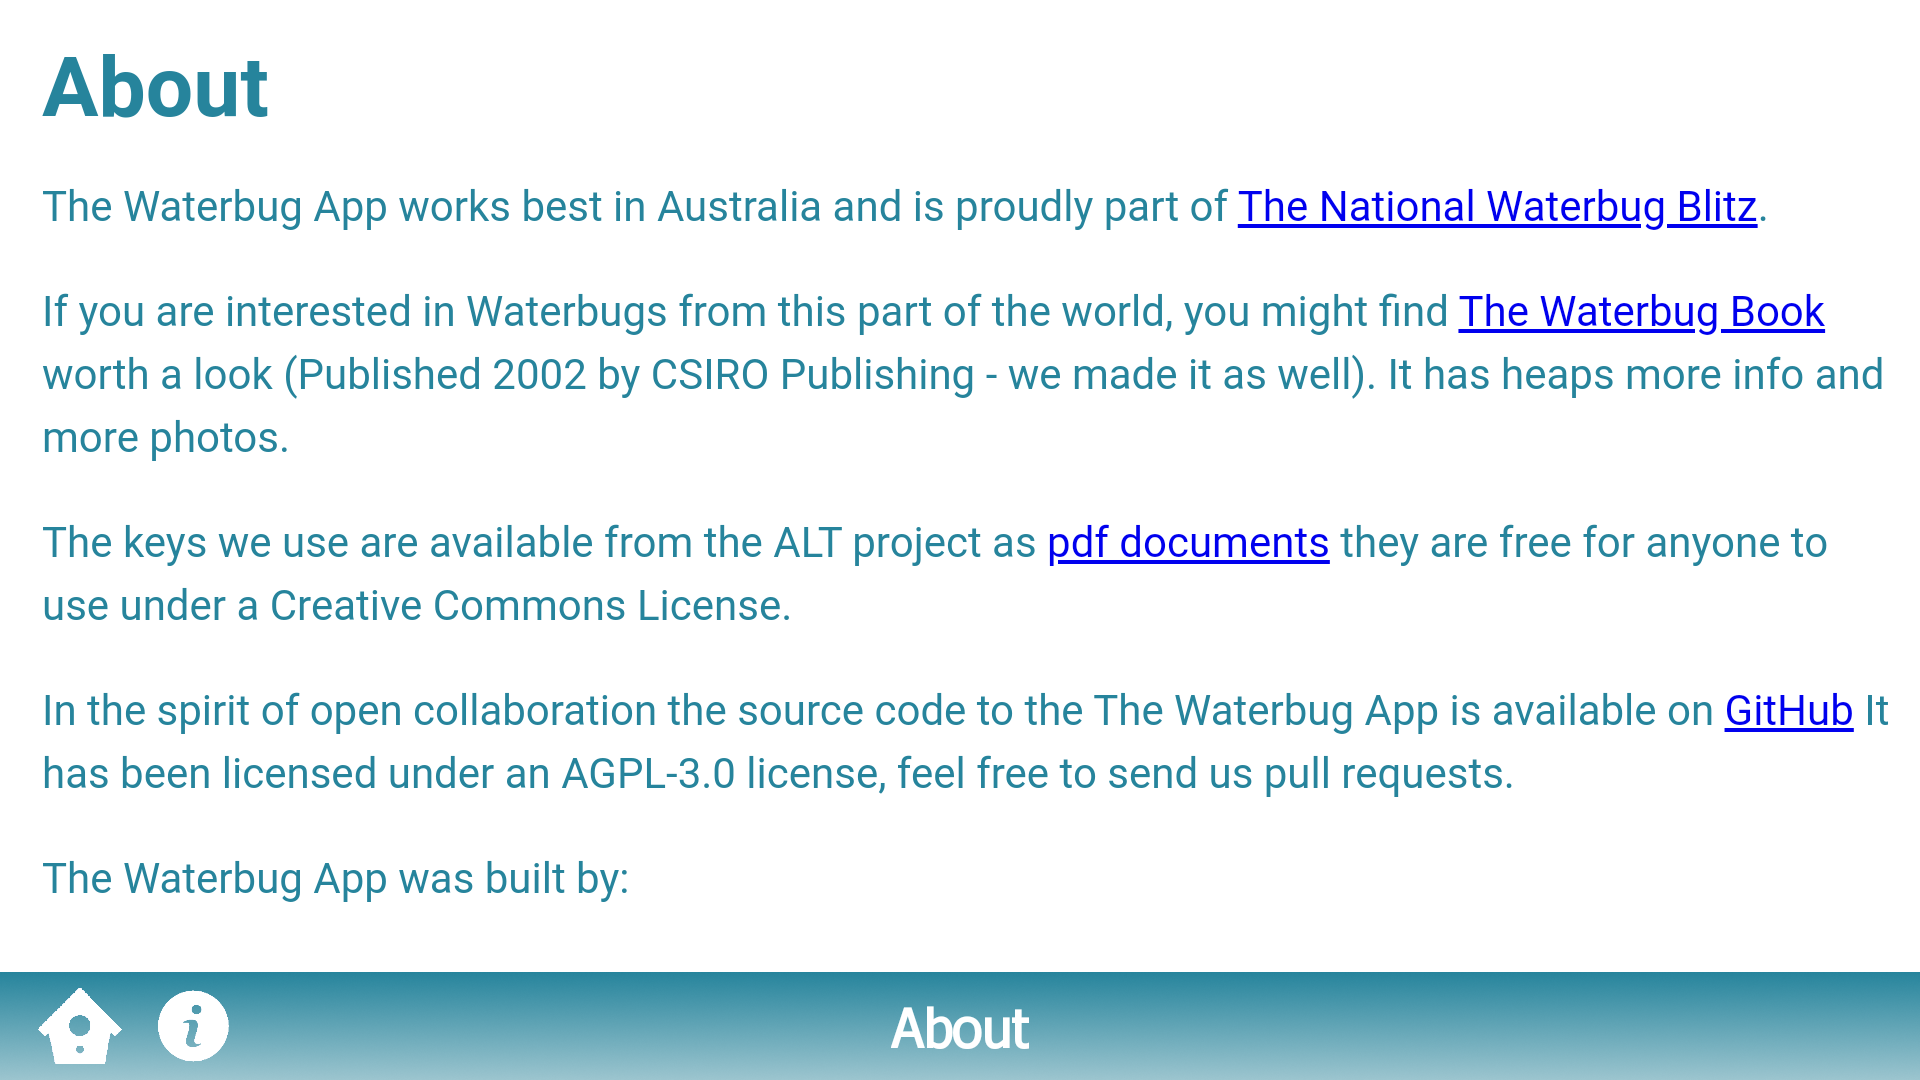 About
The Waterbug App works best in Australia and is proudly part of The National Waterbug Blitz.
If you are interested in Waterbugs from this part of the world, you might find The Waterbug Book
worth a look (Published 2002 by CSIRO Publishing - we made it as well). It has heaps more info and
more photos.
The keys we use are available from the ALT project as pdf documents they are free for anyone to
use under a Creative Commons License.
In the spirit of open collaboration the source code to the The Waterbug App is available on GitHub It
has been licensed under an AGPL-3.0 license, feel free to send us pull requests.
The Waterbug App was built by:
About